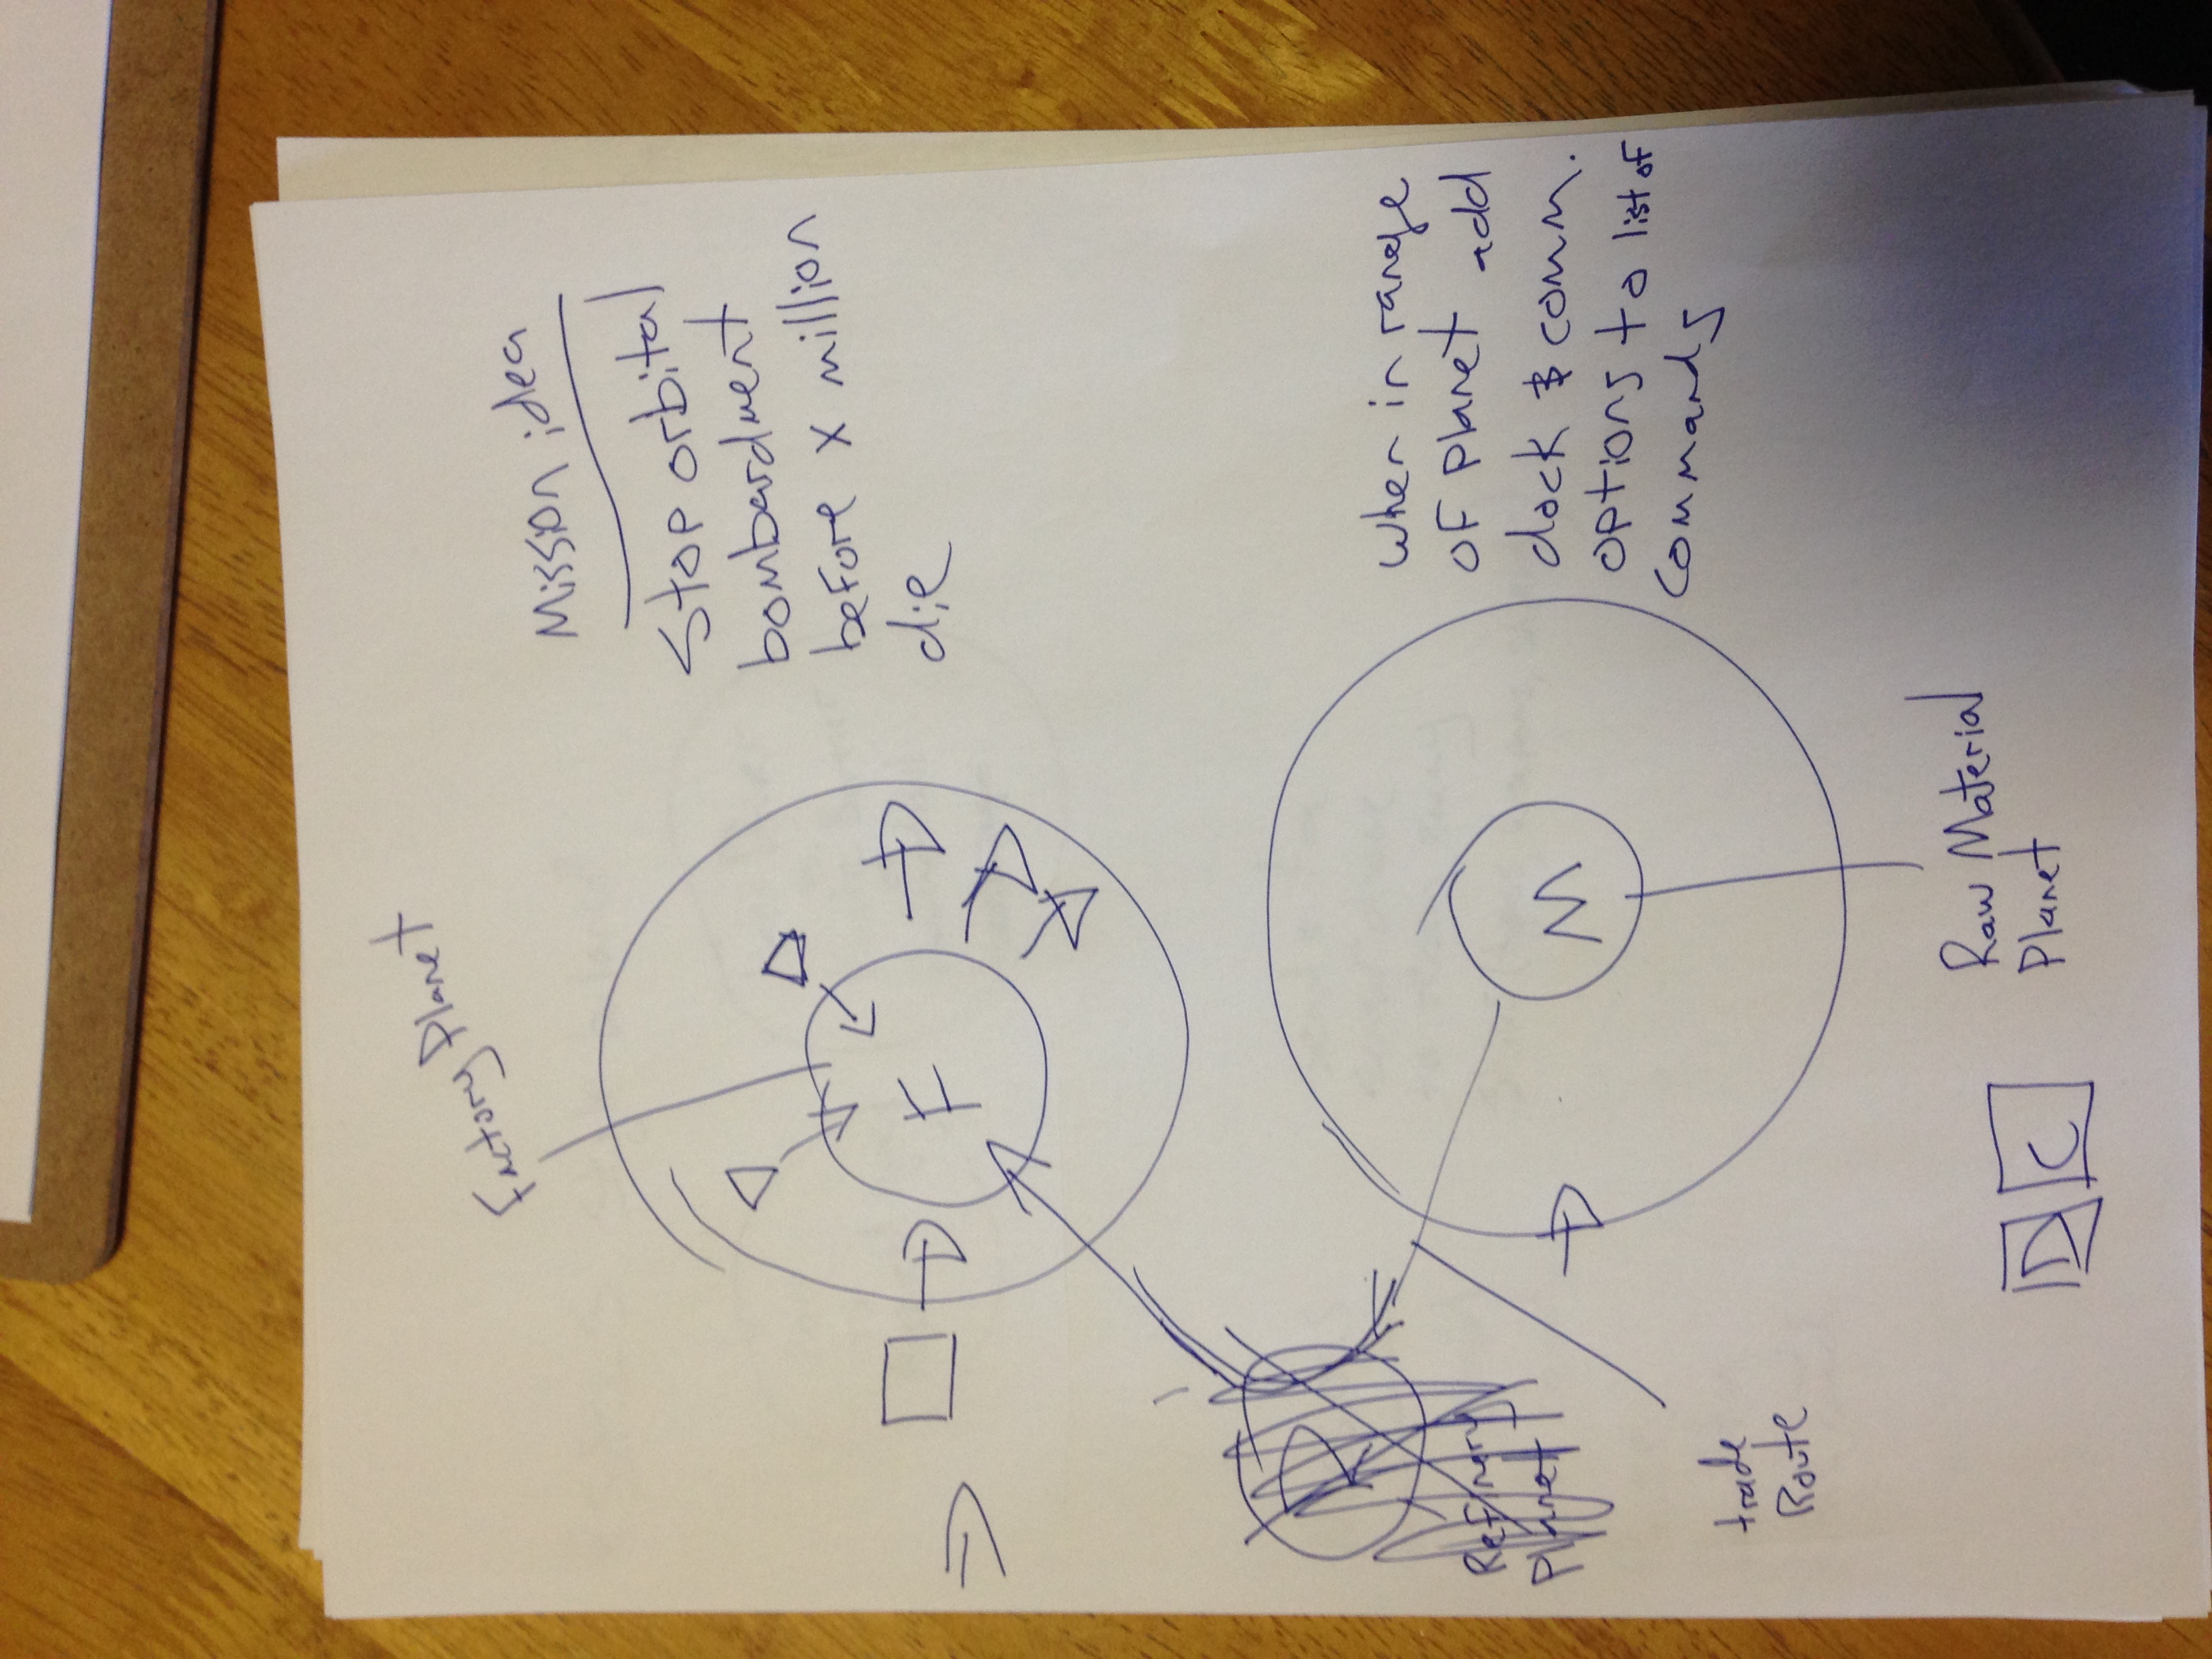 Factory Planet
Mission idea
Stop orbital
bombardment
before x million
die
F
R
Refinery
Planet
M
when in range
of planet add
dock & comm.
options to list of
commands
trade
Route
Raw Material
Planet
D C